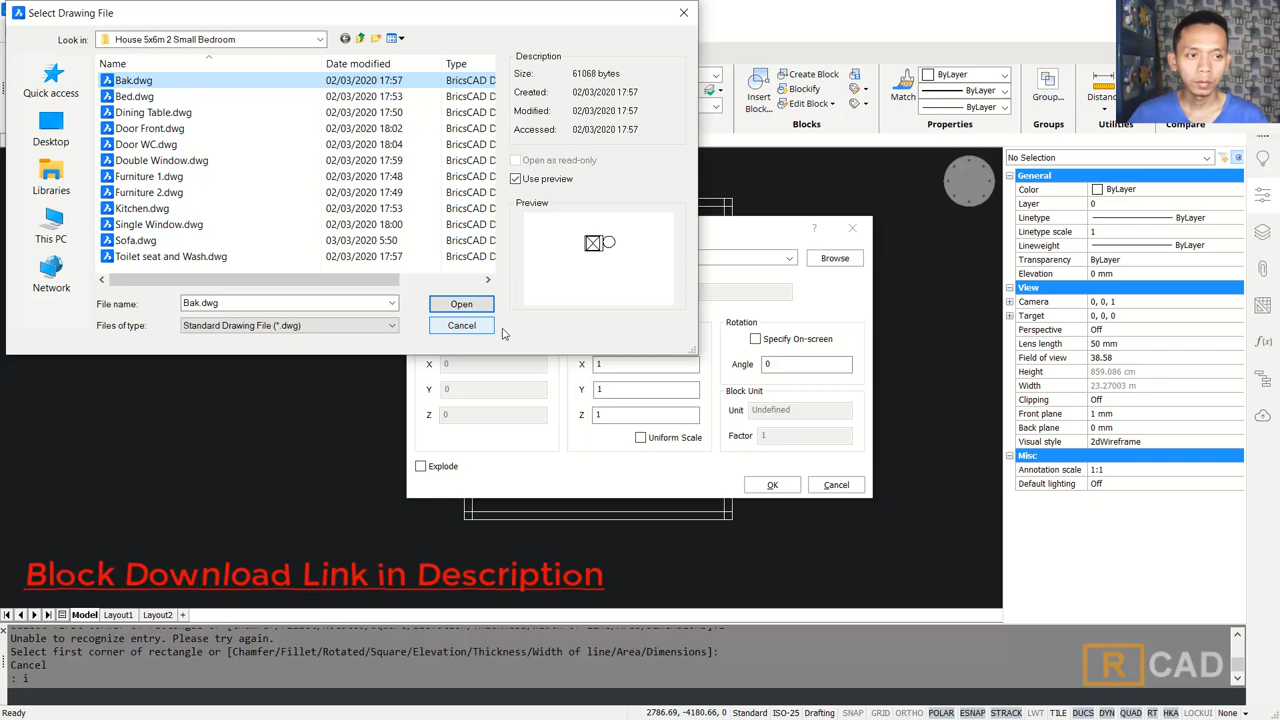 Select Drawing File
Look in:
House 5x6m 2 Small Bedroom
Name
Date modified
Type
Bak.dwg 02/03/2020 17:57 BricsCAD D
Bed.dwg 02/03/2020 17:53 BricsCAD D
Dining Table.dwg 02/03/2020 17:50 BricsCAD D
Door Front.dwg 02/03/2020 18:02 BricsCAD D
Door WC.dwg 02/03/2020 18:04 BricsCAD D
Double Window.dwg 02/03/2020 17:59 BricsCAD D
Furniture 1.dwg 02/03/2020 17:48 BricsCAD D
Furniture 2.dwg 02/03/2020 17:49 BricsCAD D
Kitchen.dwg 02/03/2020 17:53 BricsCAD D
Single Window.dwg 02/03/2020 18:00 BricsCAD D
Sofa.dwg 03/03/2020 5:50 BricsCAD D
Toilet seat and Wash.dwg 02/03/2020 17:57 BricsCAD D
Quick access
Desktop
Libraries
This PC
Network
File name: Bak.dwg
Open
Files of type: Standard Drawing File (*.dwg)
Cancel
Description
Size: 61068 bytes
Created: 02/03/2020 17:57
Modified: 02/03/2020 17:57
Accessed: 02/03/2020 17:57
Open as read-only
Use preview
Preview
Insert
Block...
Create Block
Blockify
Edit Block
Blocks
Match
ByLayer
ByLayer
ByLayer
Properties
Group...
Groups
Distanc
Utilities
Compare
?
Browse
Rotation
Specify On-screen
Angle 0
X 0
Y 0
Z 0
X 1
Y 1
Z 1
Uniform Scale
Block Unit
Unit Undefined
Factor 1
Explode
OK
Cancel
No Selection
General
Color ByLayer
Layer 0
Linetype ByLayer
Linetype scale 1
Lineweight ByLayer
Transparency ByLayer
Elevation 0 mm
View
Camera 0, 0, 1
Target 0, 0, 0
Perspective Off
Lens length 50 mm
Field of view 38.58
Height 859.086 cm
Width 23.27003 m
Clipping Off
Front plane 1 mm
Back plane 0 mm
Visual style 2dWireframe
Misc
Annotation scale 1:1
Default lighting Off
Block Download Link in Description
Model Layout1 Layout2 +
Unable to recognize entry. Please try again.
Select first corner of rectangle or [Chamfer/Fillet/Rotated/Square/Elevation/Thickness/Width of line/Area/Dimensions]:
Cancel
: i
R CAD
Ready
2786.69, -4180.66, 0 Standard ISO-25 Drafting SNAP GRID ORTHO POLAR ESNAP STRACK LWT TILE DUCS DYN QUAD RT HKA LOCKUI None